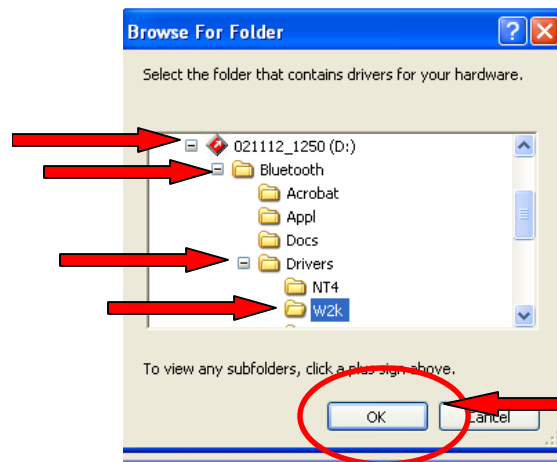 Browse For Folder
Select the folder that contains drivers for your hardware.
021112_1250 (D:)
Bluetooth
Acrobat
Appl
Docs
Drivers
NT4
W2k
To view any subfolders, click a plus sign above.
OK Cancel